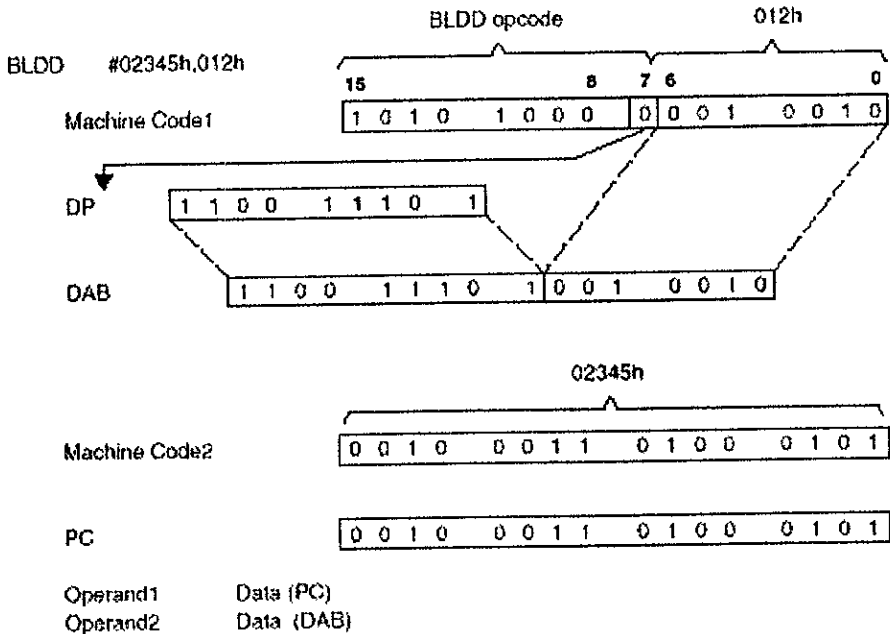 BLDD opcode 012h
BLDD #02345h,012h
15 8 7 6 0
Machine Code1 1 0 1 0 1 0 0 0 0 0 0 1 0 0 1 0
DP 1 1 0 0 1 1 1 0 1
DAB 1 1 0 0 1 1 1 0 1 0 0 1 0 0 1 0
02345h
Machine Code2 0 0 1 0 0 0 1 1 0 1 0 0 0 1 0 1
PC 0 0 1 0 0 0 1 1 0 1 0 0 0 1 0 1
Operand1 Data (PC)
Operand2 Data (DAB)